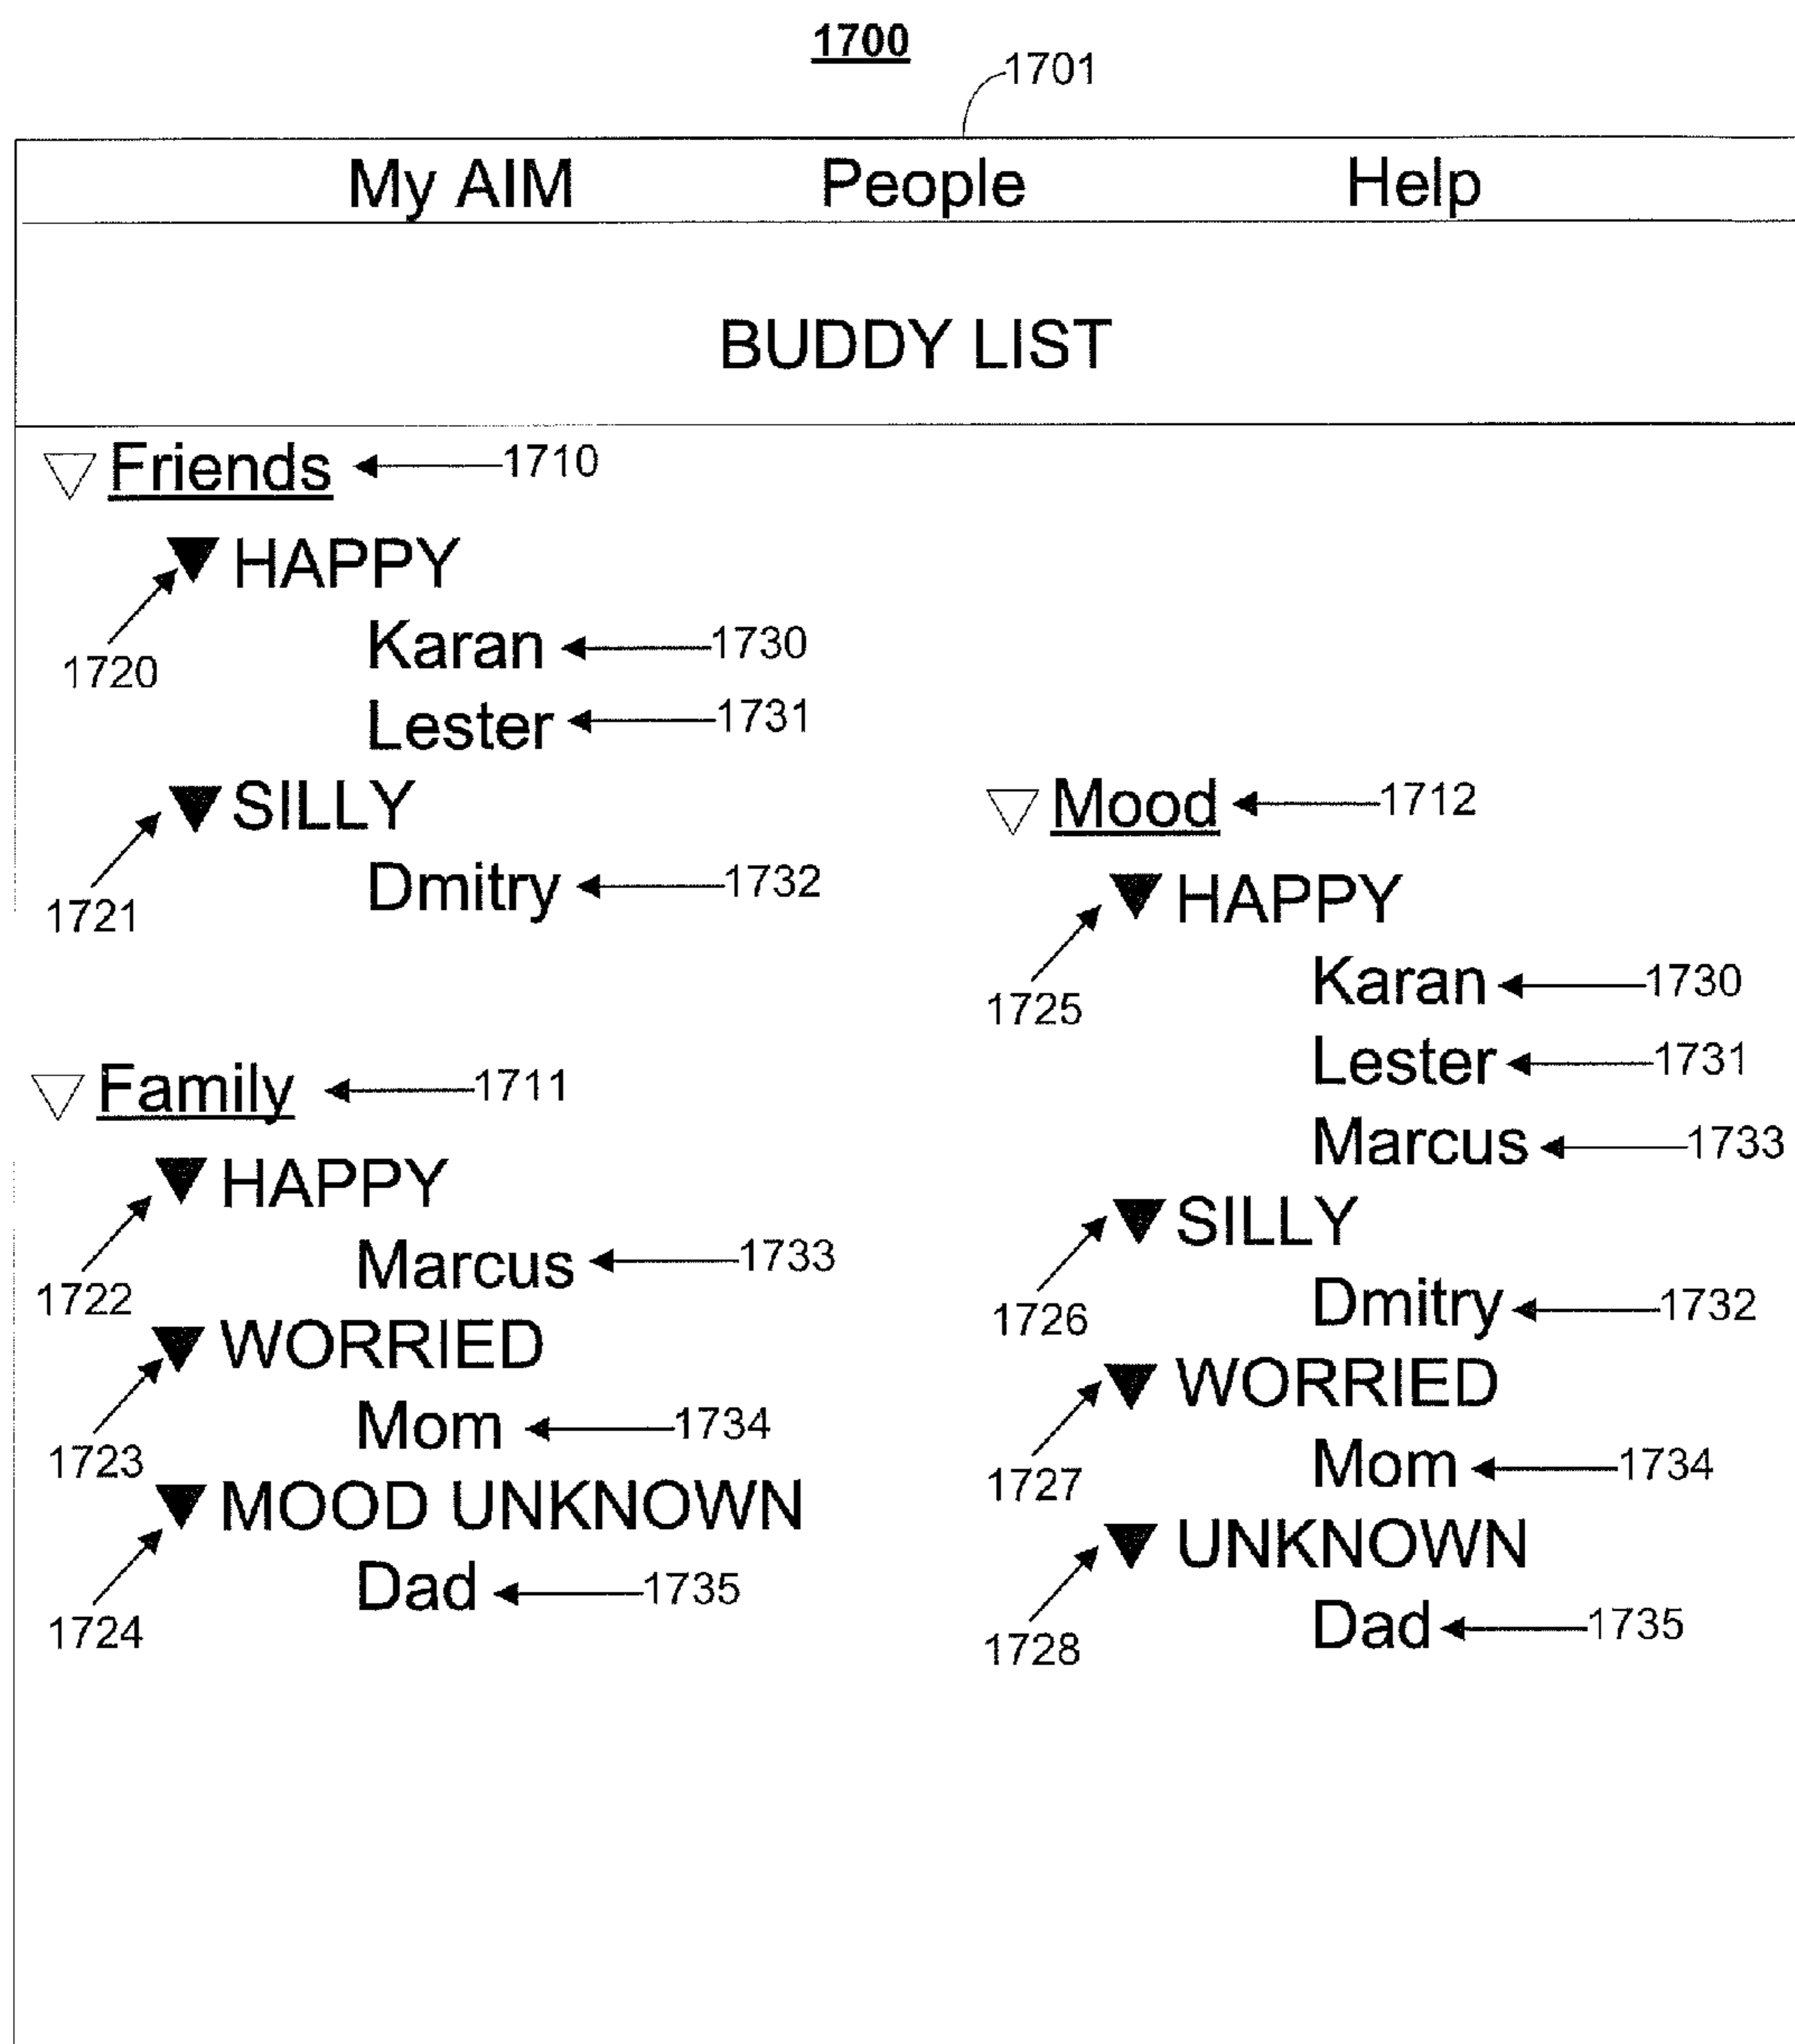 1700
1701
My AIM People Help
BUDDY LIST
Friends 1710
HAPPY
1720
Karan 1730
Lester 1731
SILLY
1721
Dmitry 1732
Family 1711
HAPPY
1722
Marcus 1733
WORRIED
1723
Mom 1734
MOOD UNKNOWN
1724
Dad 1735
Mood 1712
HAPPY
1725
Karan 1730
Lester 1731
Marcus 1733
SILLY
1726
Dmitry 1732
WORRIED
1727
Mom 1734
UNKNOWN
1728
Dad 1735